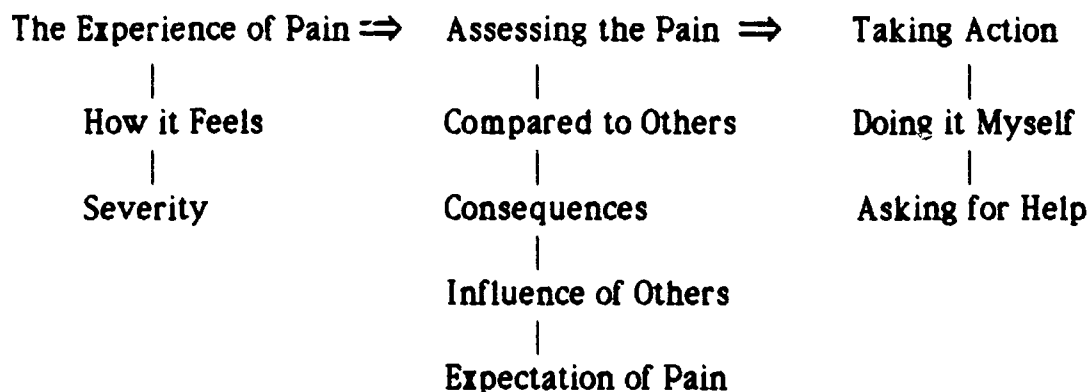 The Experience of Pain ⇒ Assessing the Pain ⇒ Taking Action
How it Feels Compared to Others Doing it Myself
Severity Consequences Asking for Help
Influence of Others
Expectation of Pain